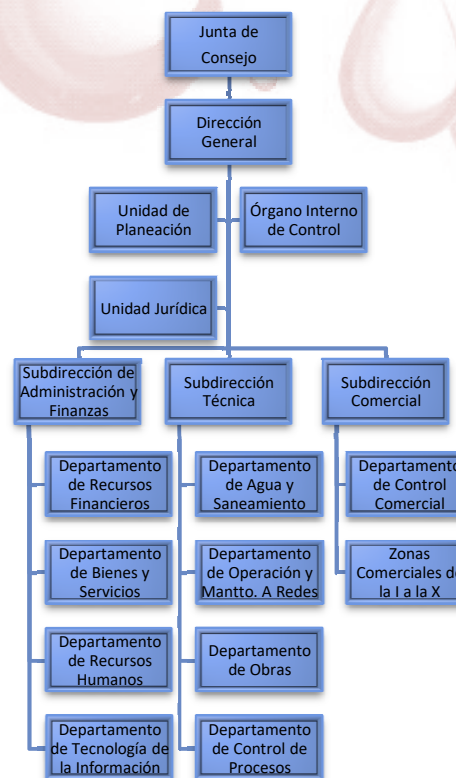 Junta de
Consejo
Dirección
General
Unidad de
Planeación
Órgano Interno
de Control
Unidad Jurídica
Subdirección de
Administración y
Finanzas
Subdirección
Técnica
Subdirección
Comercial
Departamento
de Recursos
Financieros
Departamento
de Agua y
Saneamiento
Departamento
de Control
Comercial
Departamento
de Bienes y
Servicios
Departamento
de Operación y
Mantto. A Redes
Zonas
Comerciales de
la I a la X
Departamento
de Recursos
Humanos
Departamento
de Obras
Departamento
de Tecnología de
la Información
Departamento
de Control de
Procesos